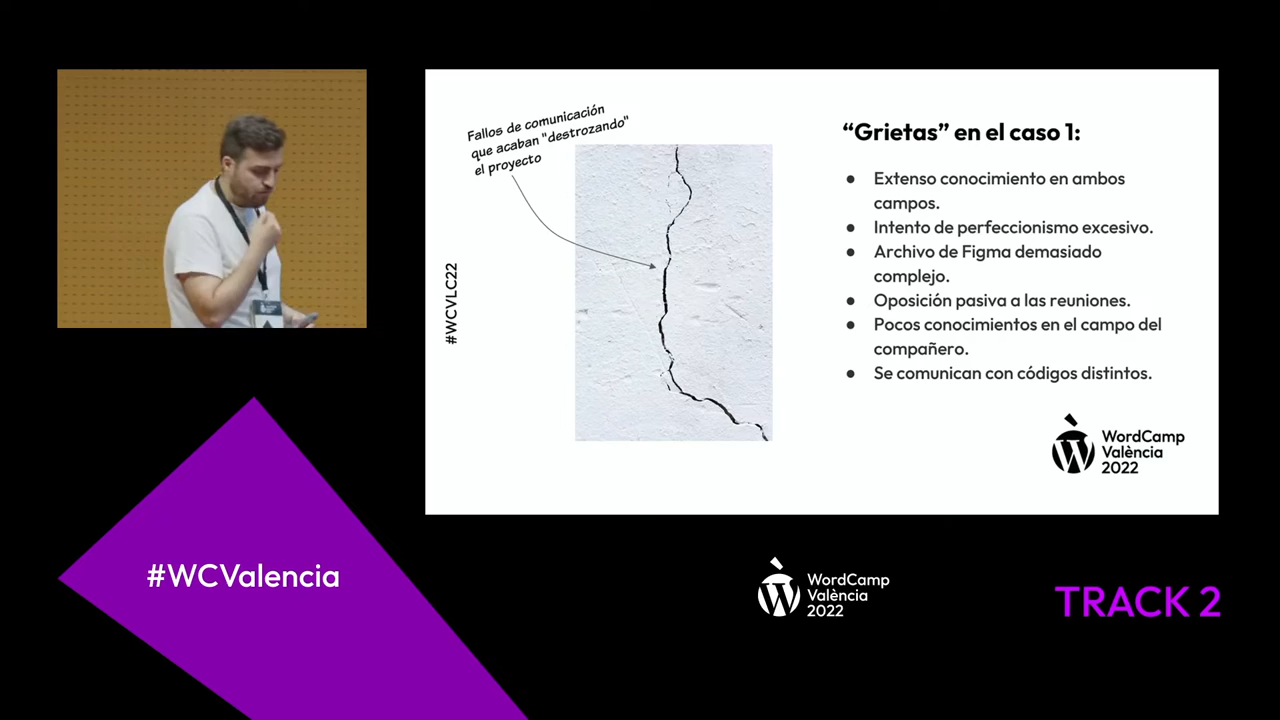 Fallos de comunicación
que acaban "destrozando"
el proyecto
#WCVLC22
“Grietas” en el caso 1:
● Extenso conocimiento en ambos
campos.
● Intento de perfeccionismo excesivo.
● Archivo de Figma demasiado
complejo.
● Oposición pasiva a las reuniones.
● Pocos conocimientos en el campo del
compañero.
● Se comunican con códigos distintos.
WordCamp
València
2022
#WCValencia
WordCamp
València
2022
TRACK 2